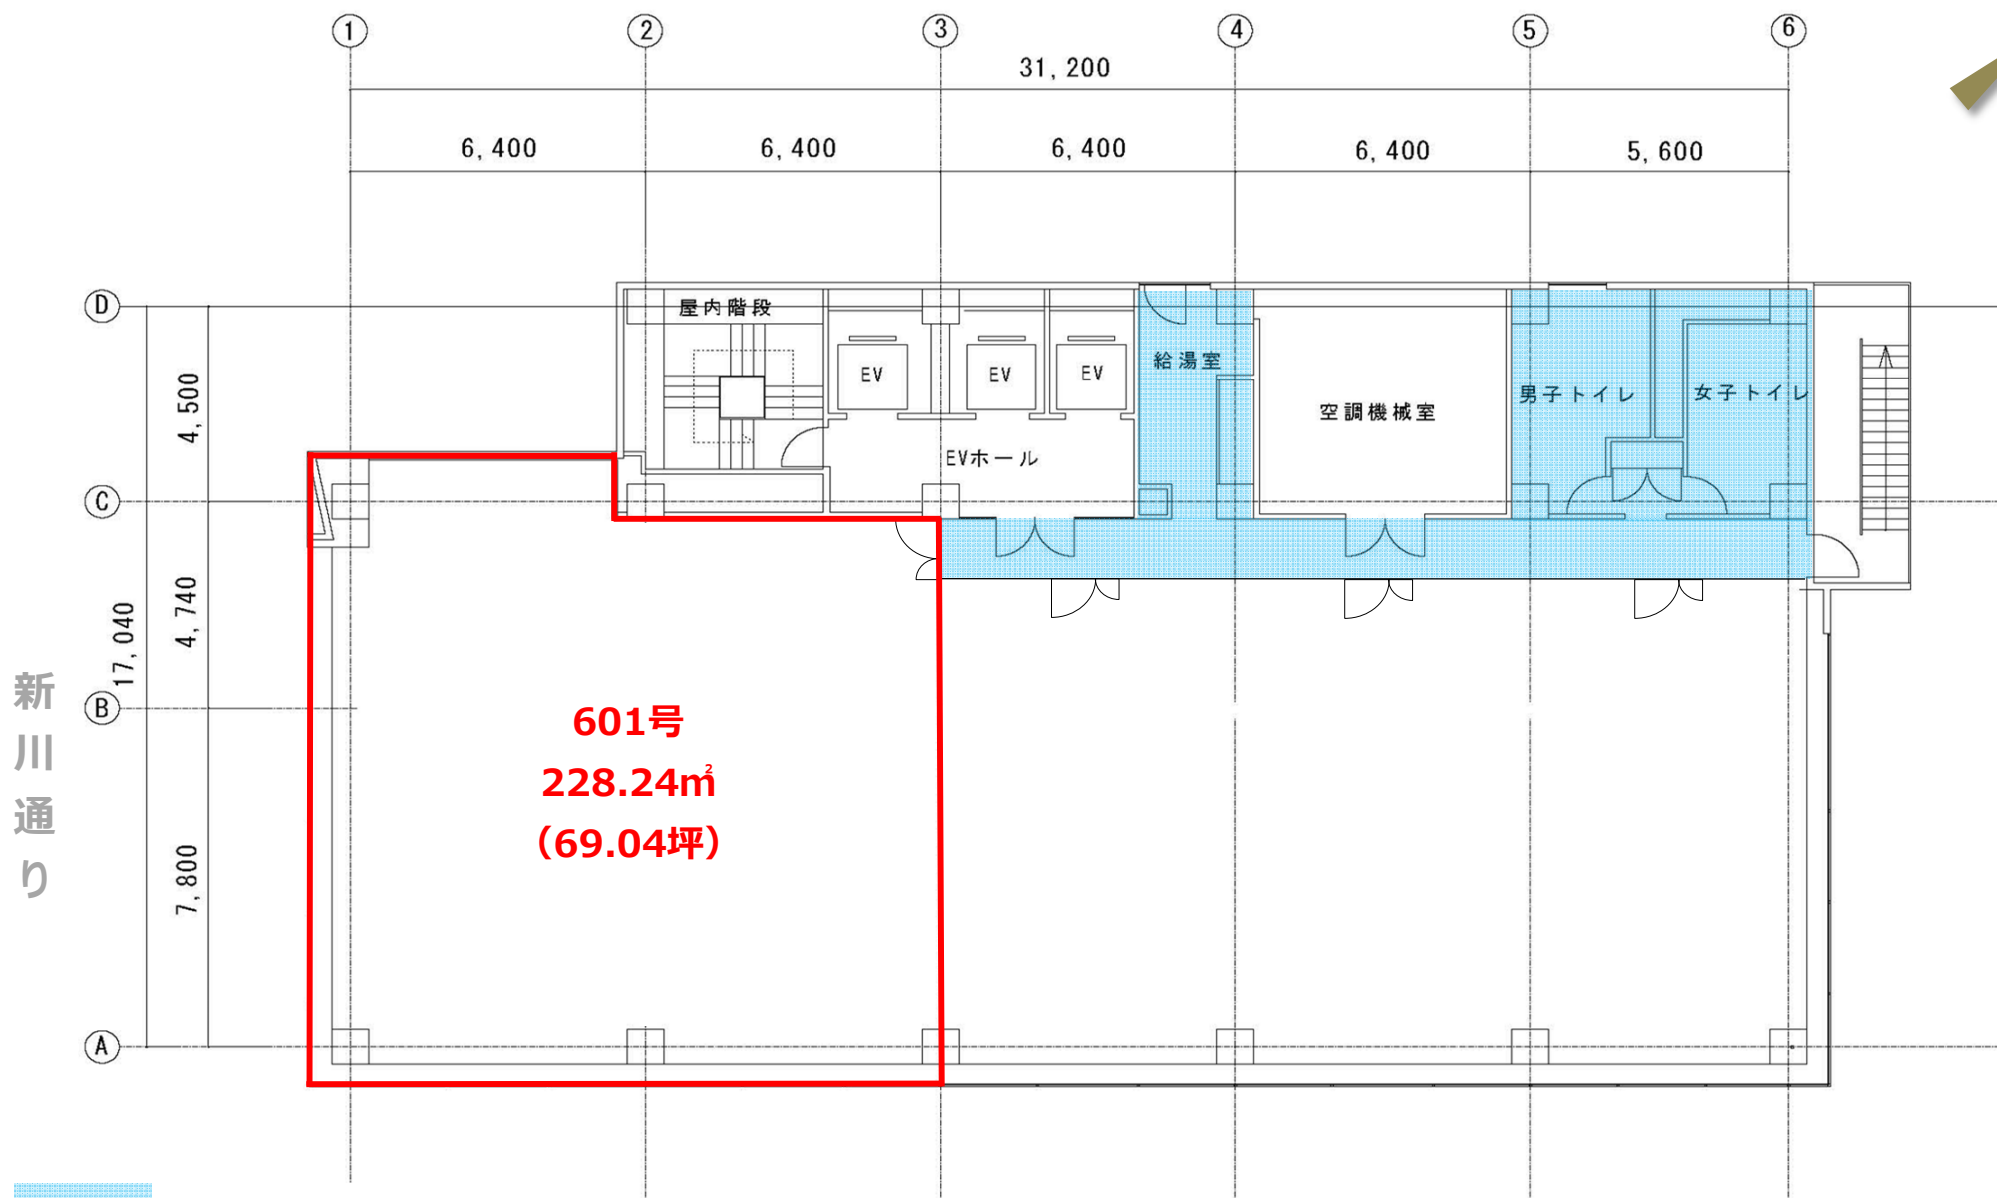 1 2 3 4 5 6
31,200
6,400 6,400 6,400 6,400 5,600
D
屋内階段
EV EV EV
給湯室
空調機械室
男子トイレ
女子トイレ
4,500
EVホール
C
4,740
17,040
B
7,800
A
新川通り
601号
228.24㎡
（69.04坪）